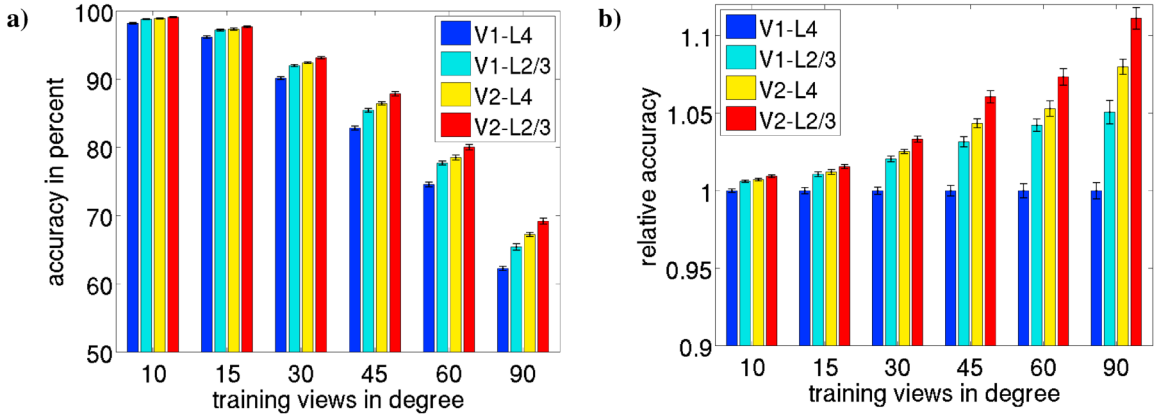 a)
accuracy in percent
100
90
80
70
60
50
V1-L4
V1-L2/3
V2-L4
V2-L2/3
10 15 30 45 60 90
training views in degree
b)
relative accuracy
1.1
1.05
1
0.95
0.9
V1-L4
V1-L2/3
V2-L4
V2-L2/3
10 15 30 45 60 90
training views in degree